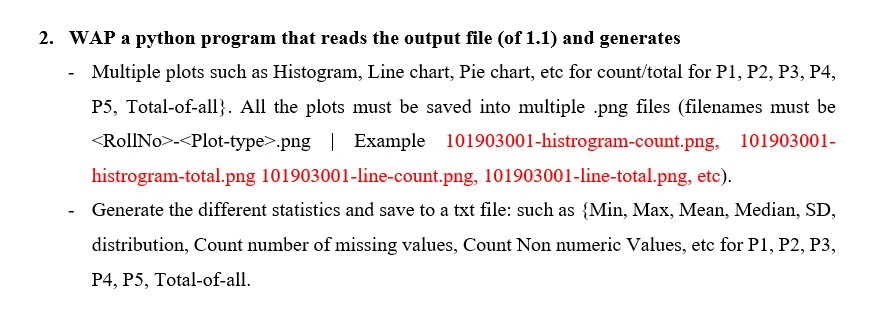 2. WAP a python program that reads the output file (of 1.1) and generates
- Multiple plots such as Histogram, Line chart, Pie chart, etc for count/total for P1, P2, P3, P4,
P5, Total-of-all}. All the plots must be saved into multiple .png files (filenames must be
<RollNo>-<Plot-type>.png | Example 101903001-histrogram-count.png, 101903001-
histrogram-total.png 101903001-line-count.png, 101903001-line-total.png, etc).
- Generate the different statistics and save to a txt file: such as {Min, Max, Mean, Median, SD,
distribution, Count number of missing values, Count Non numeric Values, etc for P1, P2, P3,
P4, P5, Total-of-all.